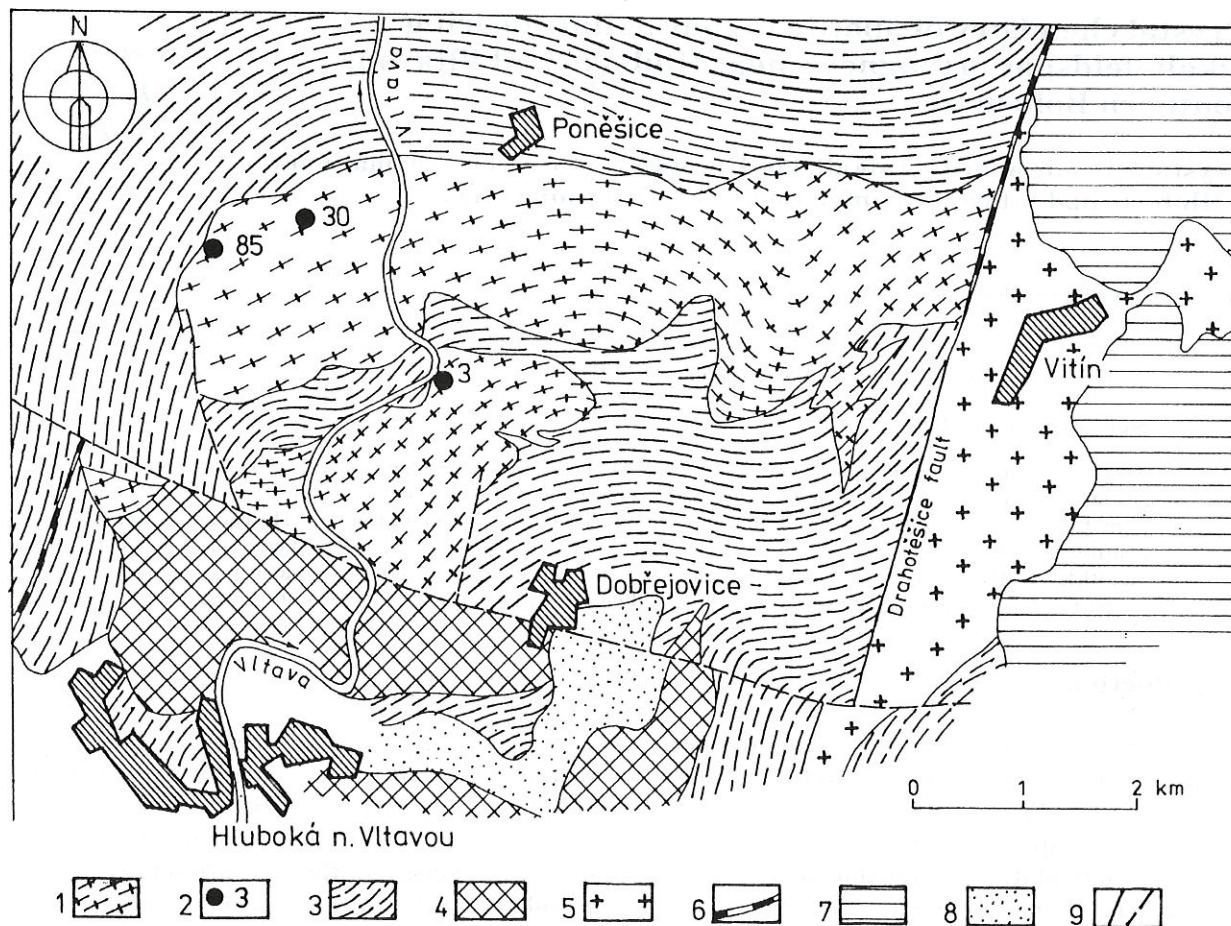 N
Vltava
Poněšice
30
85
3
Vitín
Drahotěšice fault
Dobřejovice
Vltava
0 1 2 km
Hluboká n. Vltavou
1 2 3 3 4 5 6 7 8 9